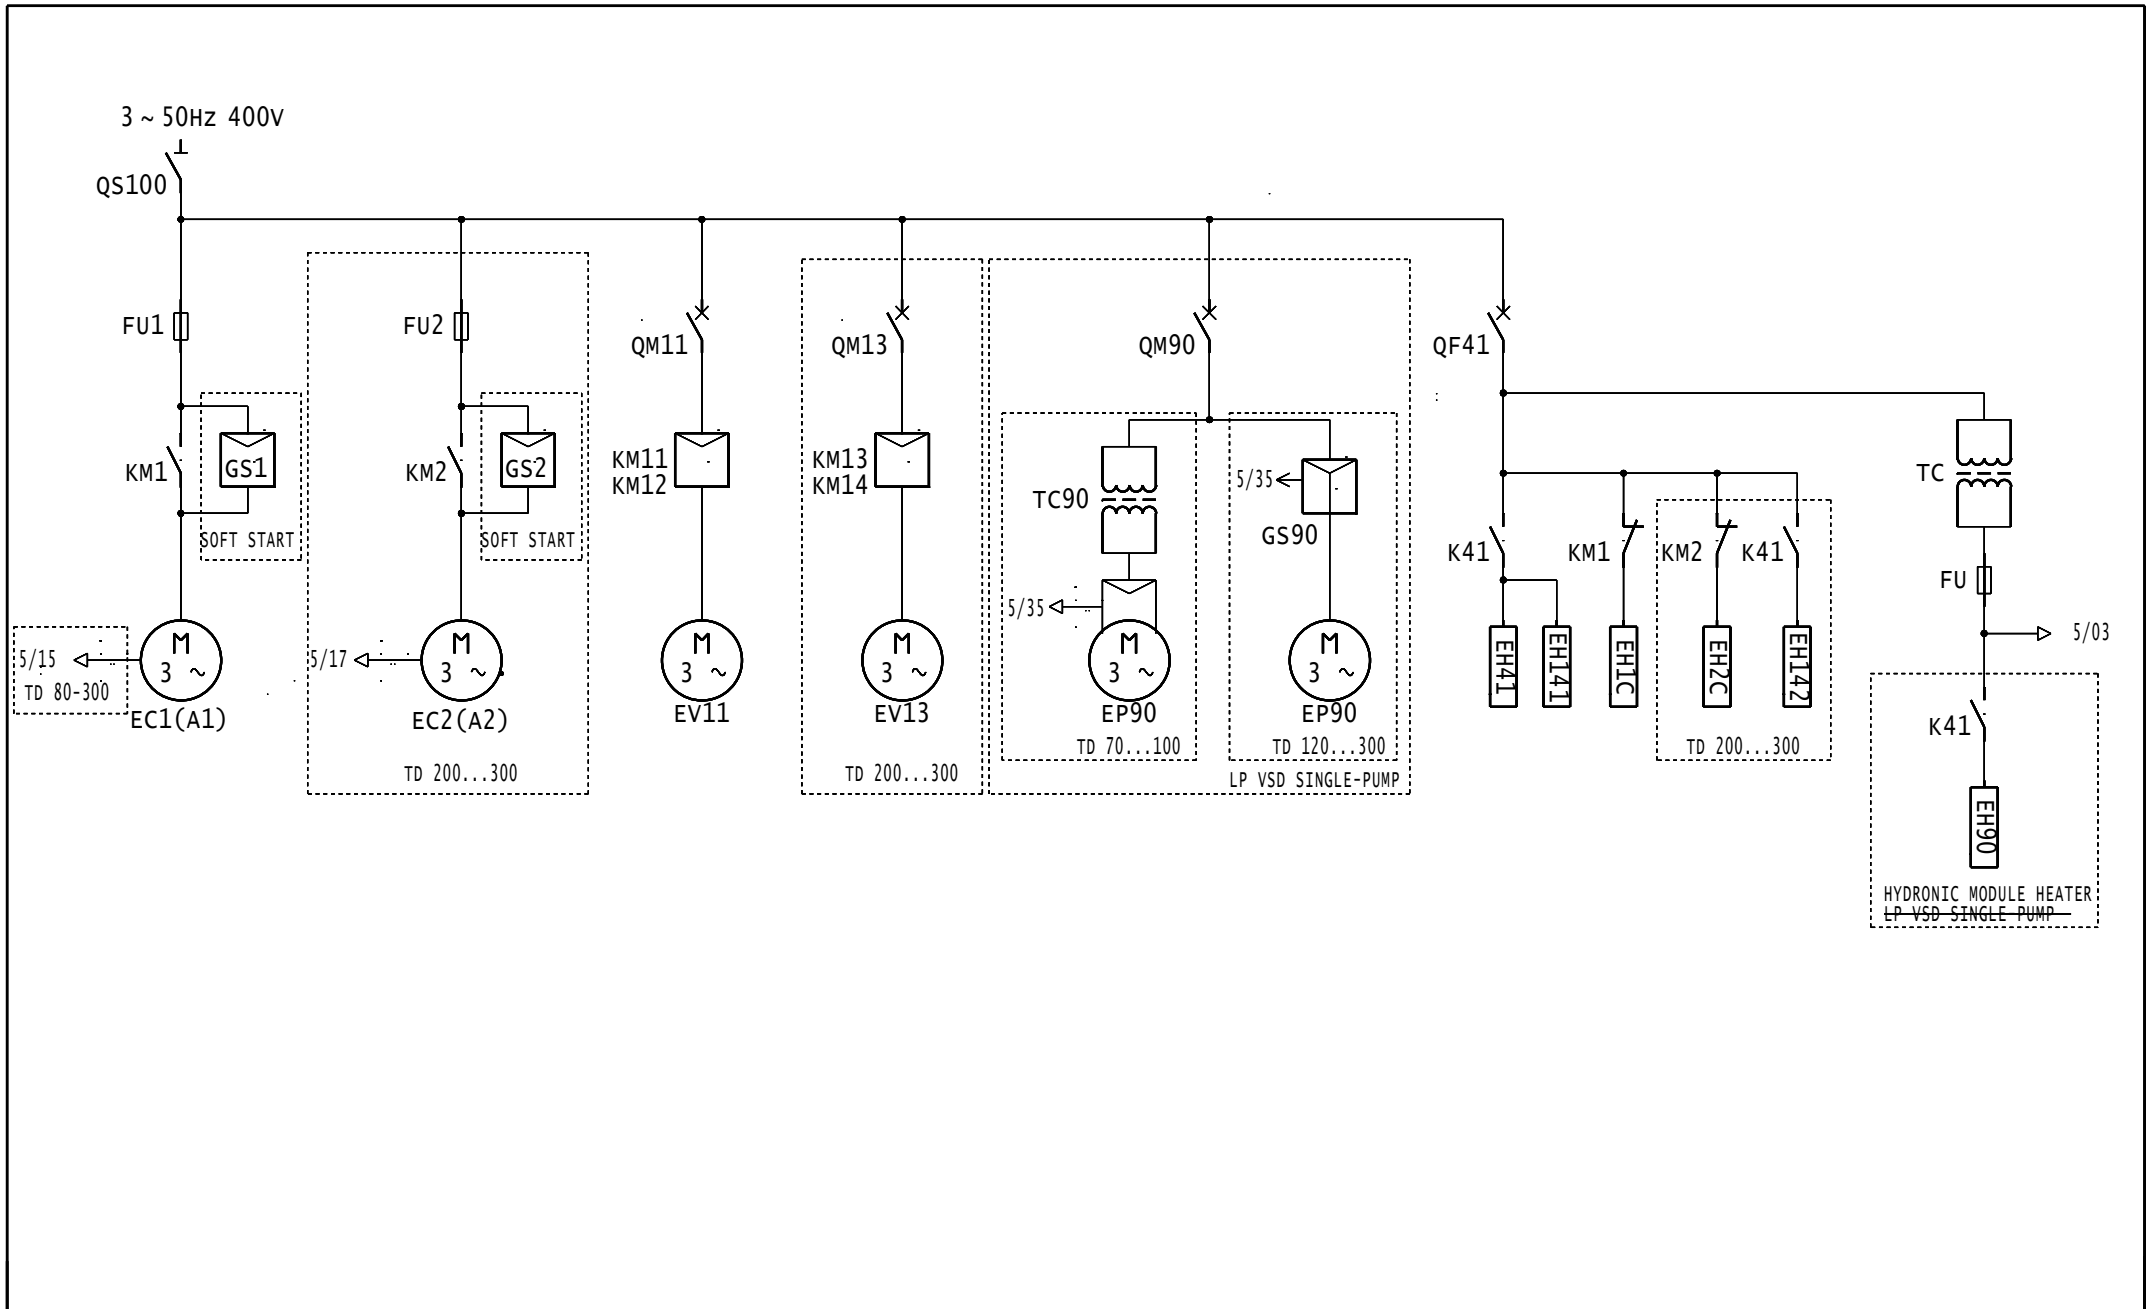 3 ~ 50Hz 400V
QS100
FU1
FU2
QM11
QM13
QM90
QF41
KM1
GS1
KM2
GS2
KM11
KM12
KM13
KM14
TC90
5/35
GS90
TC
SOFT START
SOFT START
K41
KM1
KM2
K41
FU
5/35
5/15
TD 80-300
M
3 ~
EC1(A1)
5/17
M
3 ~
EC2(A2)
M
3 ~
EV11
M
3 ~
EV13
M
3 ~
EP90
M
3 ~
EP90
EH41
EH141
EH1C
EH2C
EH142
5/03
K41
TD 70...100
TD 120...300
TD 200...300
TD 200...300
TD 200...300
LP VSD SINGLE-PUMP
EH90
HYDRONIC MODULE HEATER
LP VSD SINGLE-PUMP